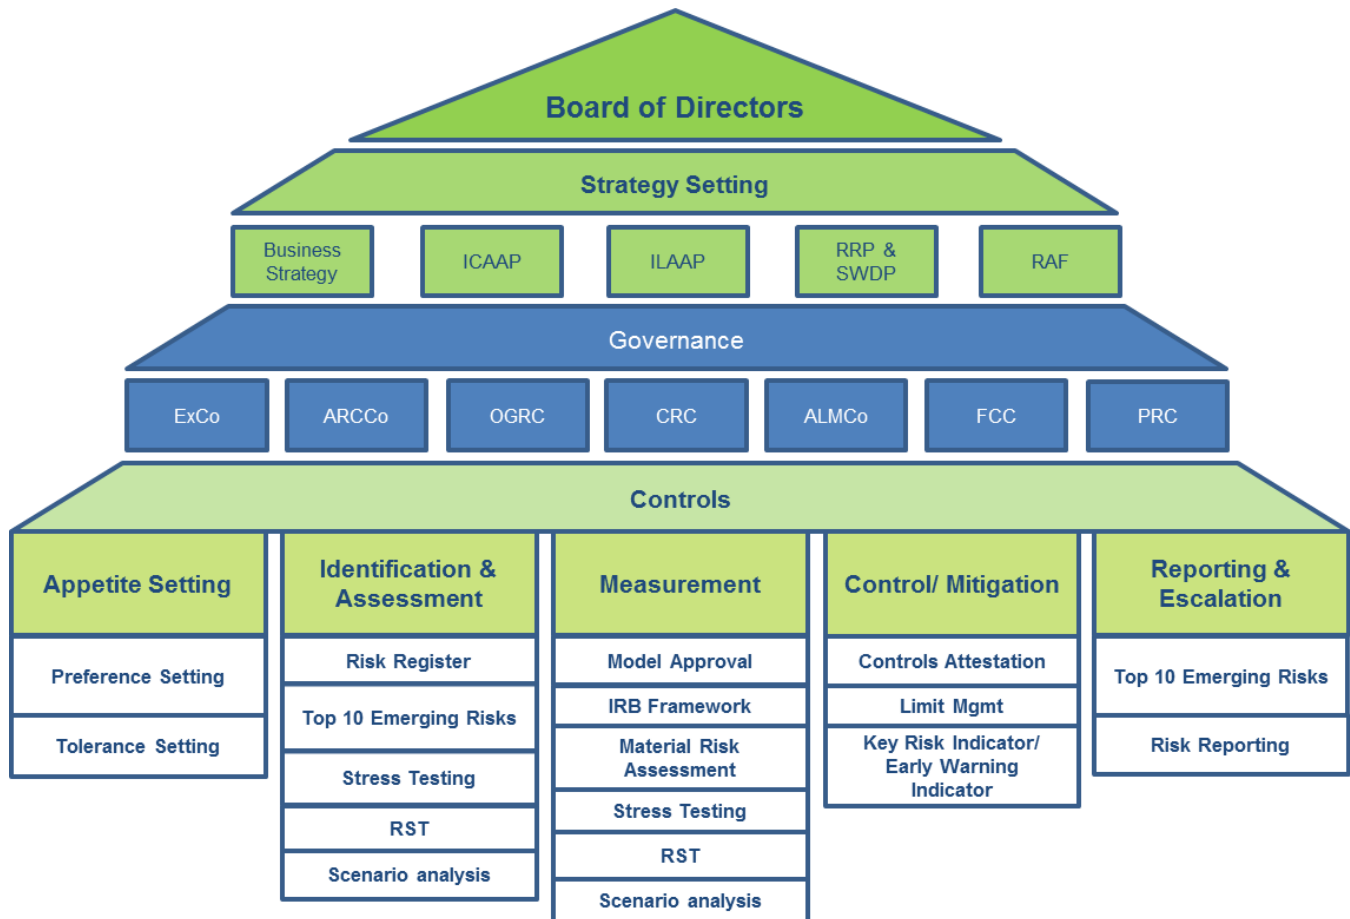 Board of Directors
Strategy Setting
Business
Strategy
ICAAP
ILAAP
RRP &
SWDP
RAF
Governance
ExCo
ARCCo
OGRC
CRC
ALMCo
FCC
PRC
Controls
Appetite Setting
Preference Setting
Tolerance Setting
Identification &
Assessment
Risk Register
Top 10 Emerging Risks
Stress Testing
RST
Scenario analysis
Measurement
Model Approval
IRB Framework
Material Risk
Assessment
Stress Testing
RST
Scenario analysis
Control/ Mitigation
Controls Attestation
Limit Mgmt
Key Risk Indicator/
Early Warning
Indicator
Reporting &
Escalation
Top 10 Emerging Risks
Risk Reporting